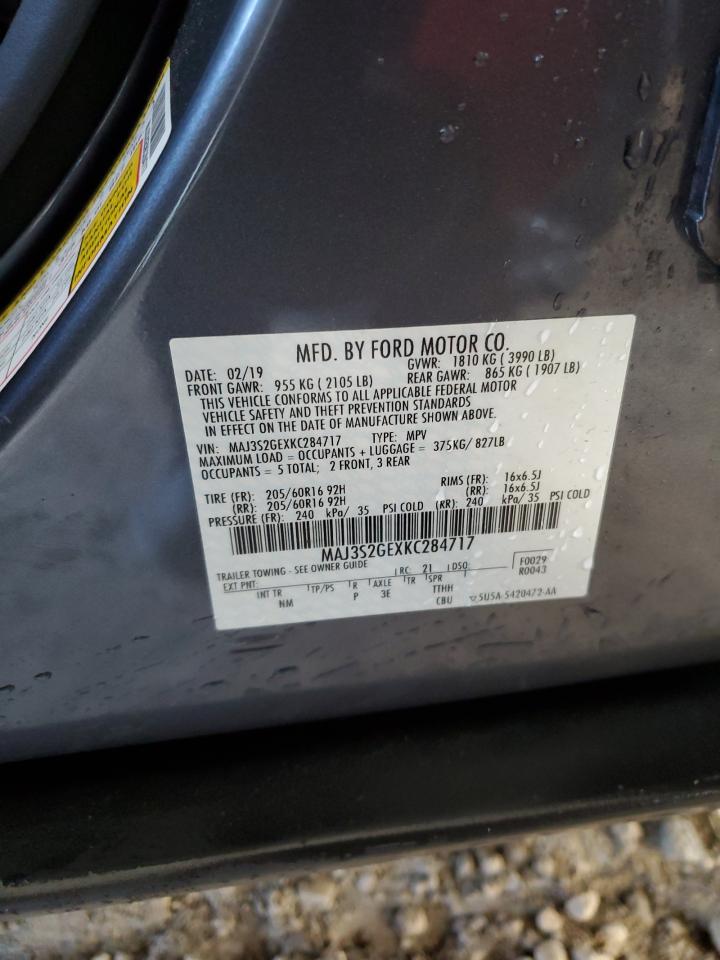 MFD. BY FORD MOTOR CO.
DATE: 02/19 GVWR: 1810 KG ( 3990 LB)
FRONT GAWR: 955 KG ( 2105 LB) REAR GAWR: 865 KG ( 1907 LB)
THIS VEHICLE CONFORMS TO ALL APPLICABLE FEDERAL MOTOR
VEHICLE SAFETY AND THEFT PREVENTION STANDARDS
IN EFFECT ON THE DATE OF MANUFACTURE SHOWN ABOVE.
VIN: MAJ3S2GEXKC284717 TYPE: MPV
MAXIMUM LOAD = OCCUPANTS + LUGGAGE = 375KG/ 827LB
OCCUPANTS = 5 TOTAL; 2 FRONT, 3 REAR
RIMS (FR): 16x6.5J
TIRE (FR): 205/60R16 92H (RR): 16x6.5J
(RR): 205/60R16 92H
PRESSURE (FR): 240 kPa/ 35 PSI COLD (RR): 240 kPa/ 35 PSI COLD
MAJ3S2GEXKC284717
TRAILER TOWING - SEE OWNER GUIDE RC: 21 DSO: F0029
EXT PNT: R0043
INT TR TP/PS R AXLE TR SPR
NM P 3E TTHH
CBU 5U5A-5420472-AA